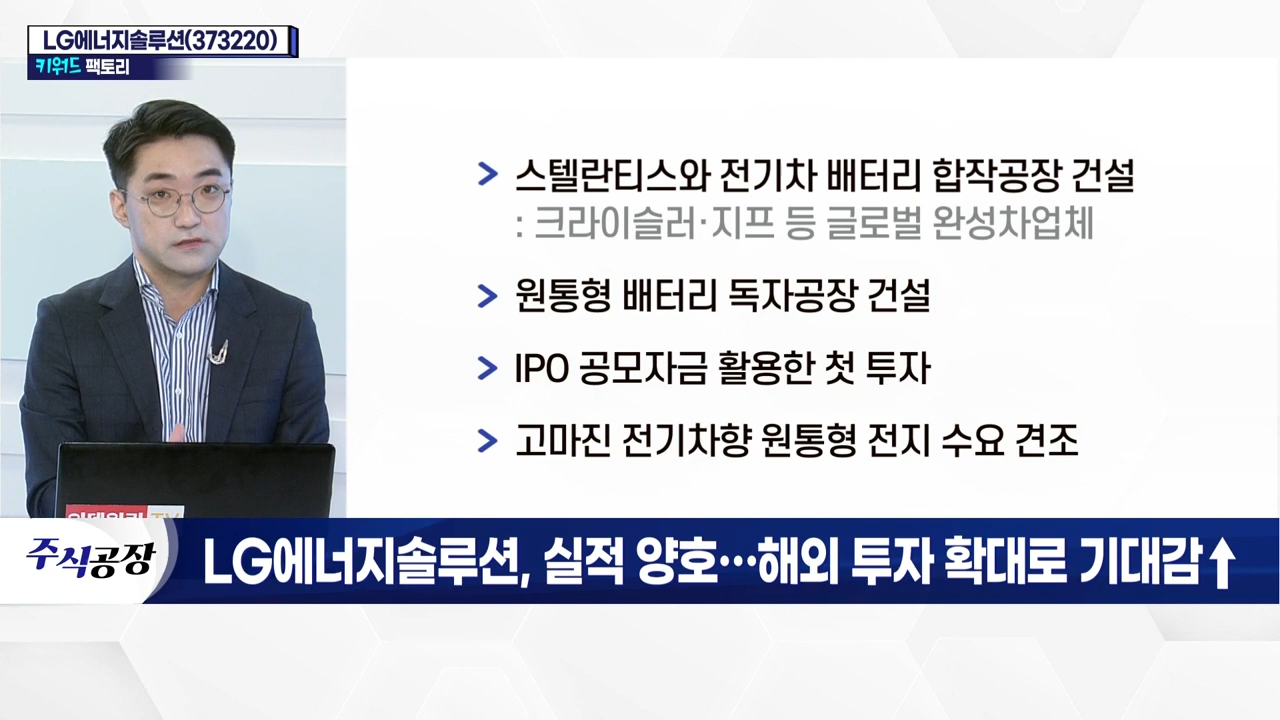 LG에너지솔루션(373220)
키워드 팩토리
> 스텔란티스와 전기차 배터리 합작공장 건설
: 크라이슬러·지프 등 글로벌 완성차업체
> 원통형 배터리 독자공장 건설
> IPO 공모자금 활용한 첫 투자
> 고마진 전기차향 원통형 전지 수요 견조
주식공장
LG에너지솔루션, 실적 양호…해외 투자 확대로 기대감↑